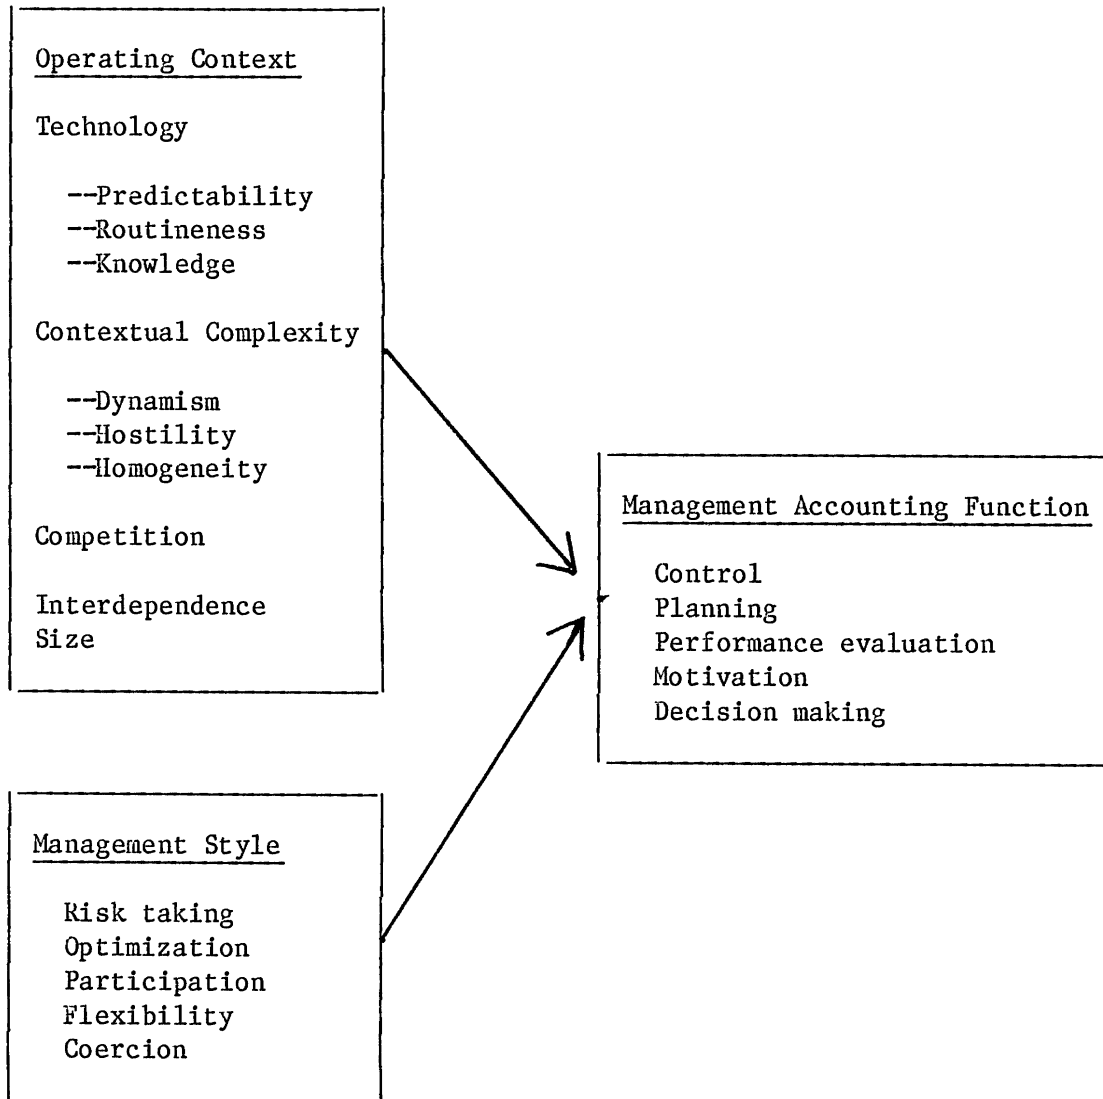 Operating Context
Technology
--Predictability
--Routineness
--Knowledge
Contextual Complexity
--Dynamism
--Hostility
--Homogeneity
Competition
Interdependence
Size
Management Accounting Function
Control
Planning
Performance evaluation
Motivation
Decision making
Management Style
Risk taking
Optimization
Participation
Flexibility
Coercion